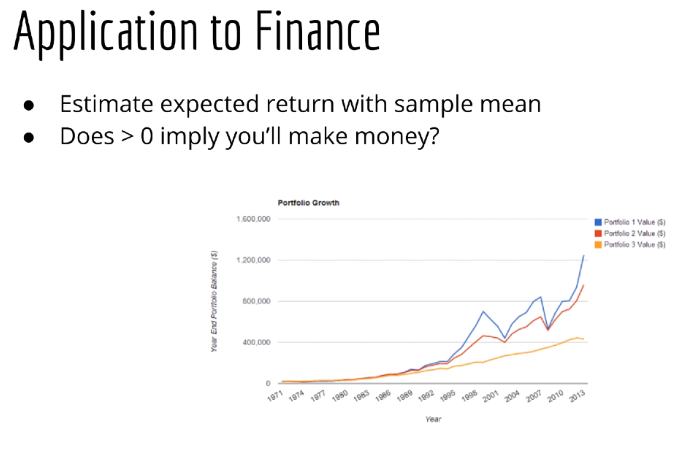 Application to Finance
● Estimate expected return with sample mean
● Does > 0 imply you'll make money?
Portfolio Growth
1,600,000
1,200,000
800,000
400,000
0
Year End Portfolio Balance ($)
1971 1974 1977 1980 1983 1986 1989 1992 1995 1998 2001 2004 2007 2010 2013
Year
Portfolio 1 Value ($)
Portfolio 2 Value ($)
Portfolio 3 Value ($)